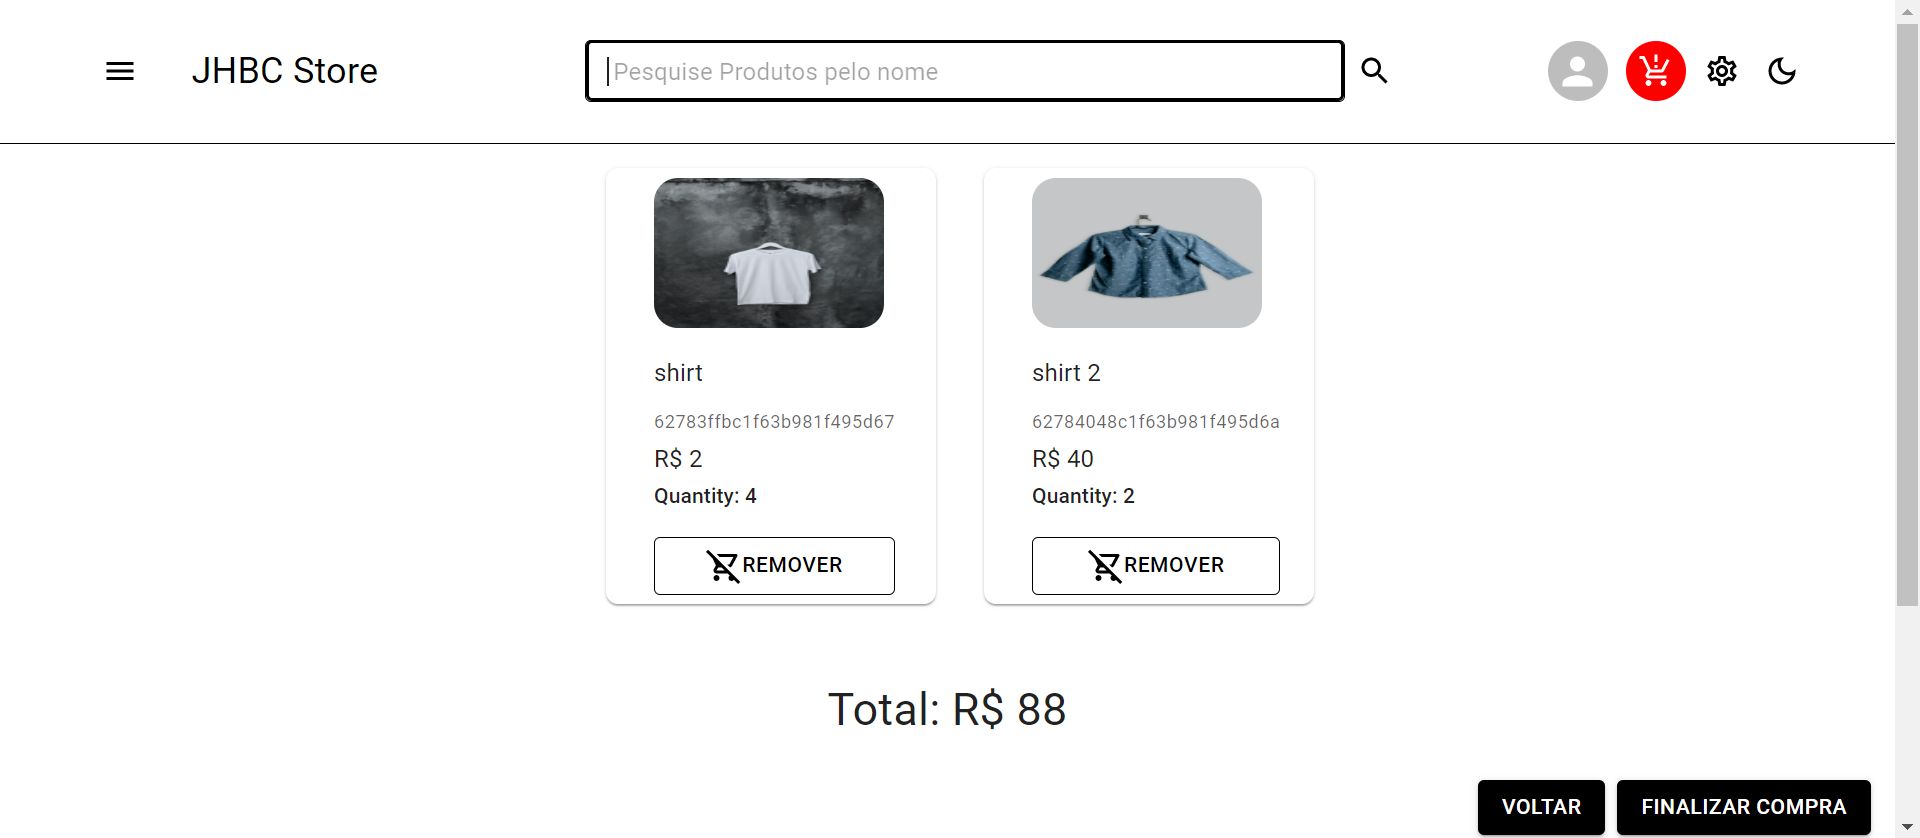 JHBC Store
Pesquise Produtos pelo nome
shirt
62783ffbc1f63b981f495d67
R$ 2
Quantity: 4
REMOVER
shirt 2
62784048c1f63b981f495d6a
R$ 40
Quantity: 2
REMOVER
Total: R$ 88
VOLTAR
FINALIZAR COMPRA